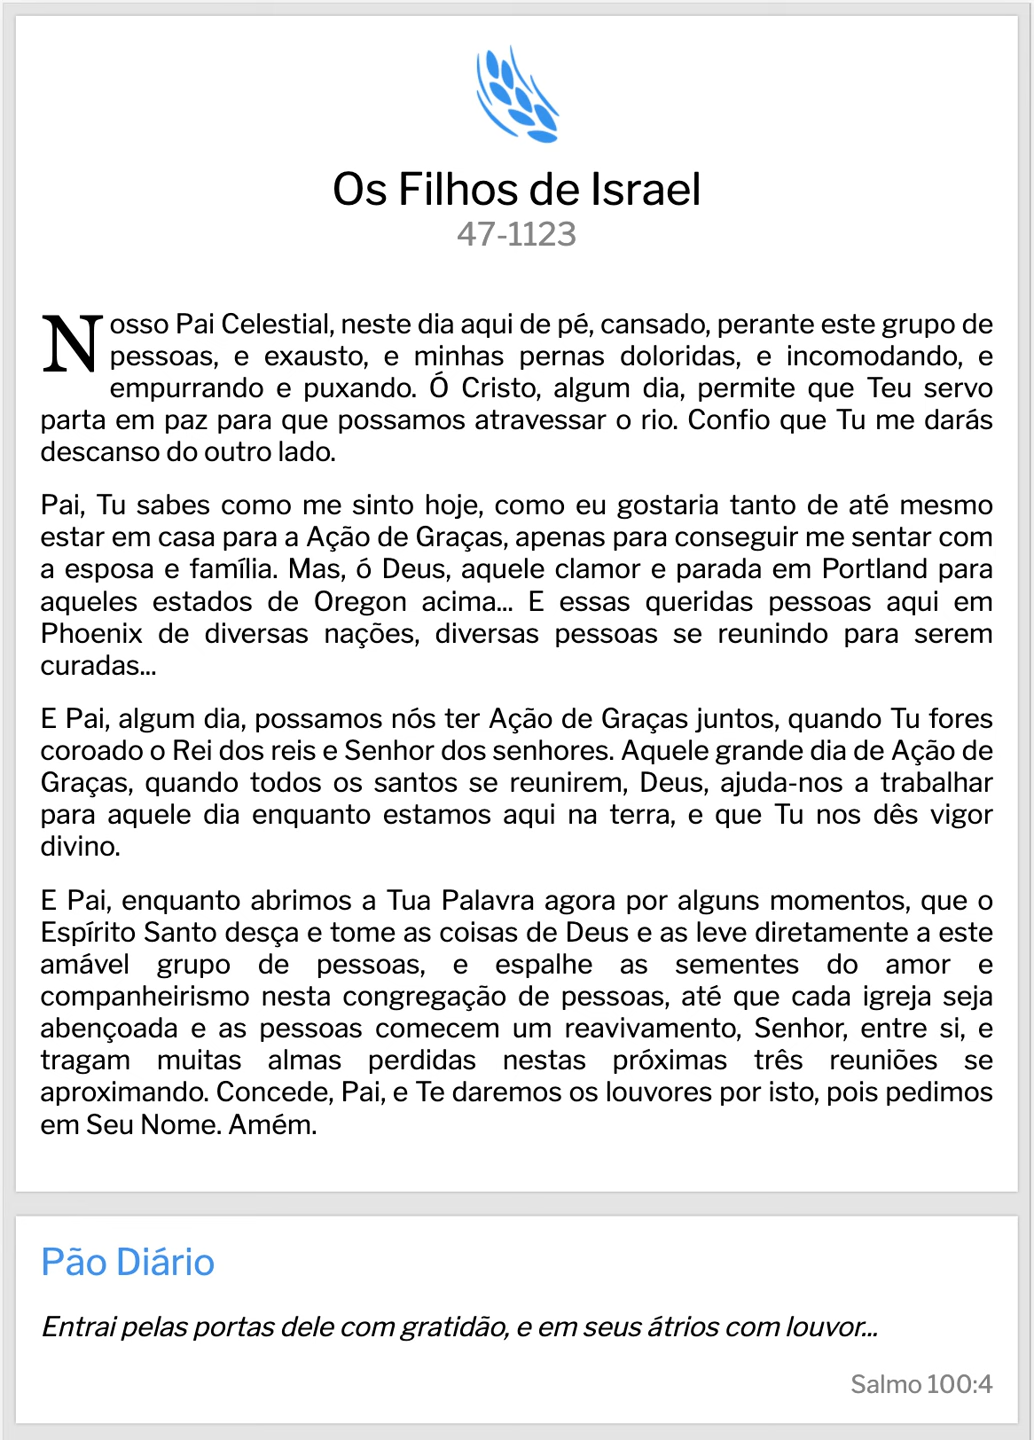 Os Filhos de Israel
47-1123
Nosso Pai Celestial, neste dia aqui de pé, cansado, perante este grupo de
pessoas, e exausto, e minhas pernas doloridas, e incomodando, e
empurrando e puxando. Ó Cristo, algum dia, permite que Teu servo
parta em paz para que possamos atravessar o rio. Confio que Tu me darás
descanso do outro lado.
Pai, Tu sabes como me sinto hoje, como eu gostaria tanto de até mesmo
estar em casa para a Ação de Graças, apenas para conseguir me sentar com
a esposa e família. Mas, ó Deus, aquele clamor e parada em Portland para
aqueles estados de Oregon acima... E essas queridas pessoas aqui em
Phoenix de diversas nações, diversas pessoas se reunindo para serem
curadas...
E Pai, algum dia, possamos nós ter Ação de Graças juntos, quando Tu fores
coroado o Rei dos reis e Senhor dos senhores. Aquele grande dia de Ação de
Graças, quando todos os santos se reunirem, Deus, ajuda-nos a trabalhar
para aquele dia enquanto estamos aqui na terra, e que Tu nos dês vigor
divino.
E Pai, enquanto abrimos a Tua Palavra agora por alguns momentos, que o
Espírito Santo desça e tome as coisas de Deus e as leve diretamente a este
amável grupo de pessoas, e espalhe as sementes do amor e
companheirismo nesta congregação de pessoas, até que cada igreja seja
abençoada e as pessoas comecem um reavivamento, Senhor, entre si, e
tragam muitas almas perdidas nestas próximas três reuniões se
aproximando. Concede, Pai, e Te daremos os louvores por isto, pois pedimos
em Seu Nome. Amém.
Pão Diário
Entrai pelas portas dele com gratidão, e em seus átrios com louvor...
Salmo 100:4